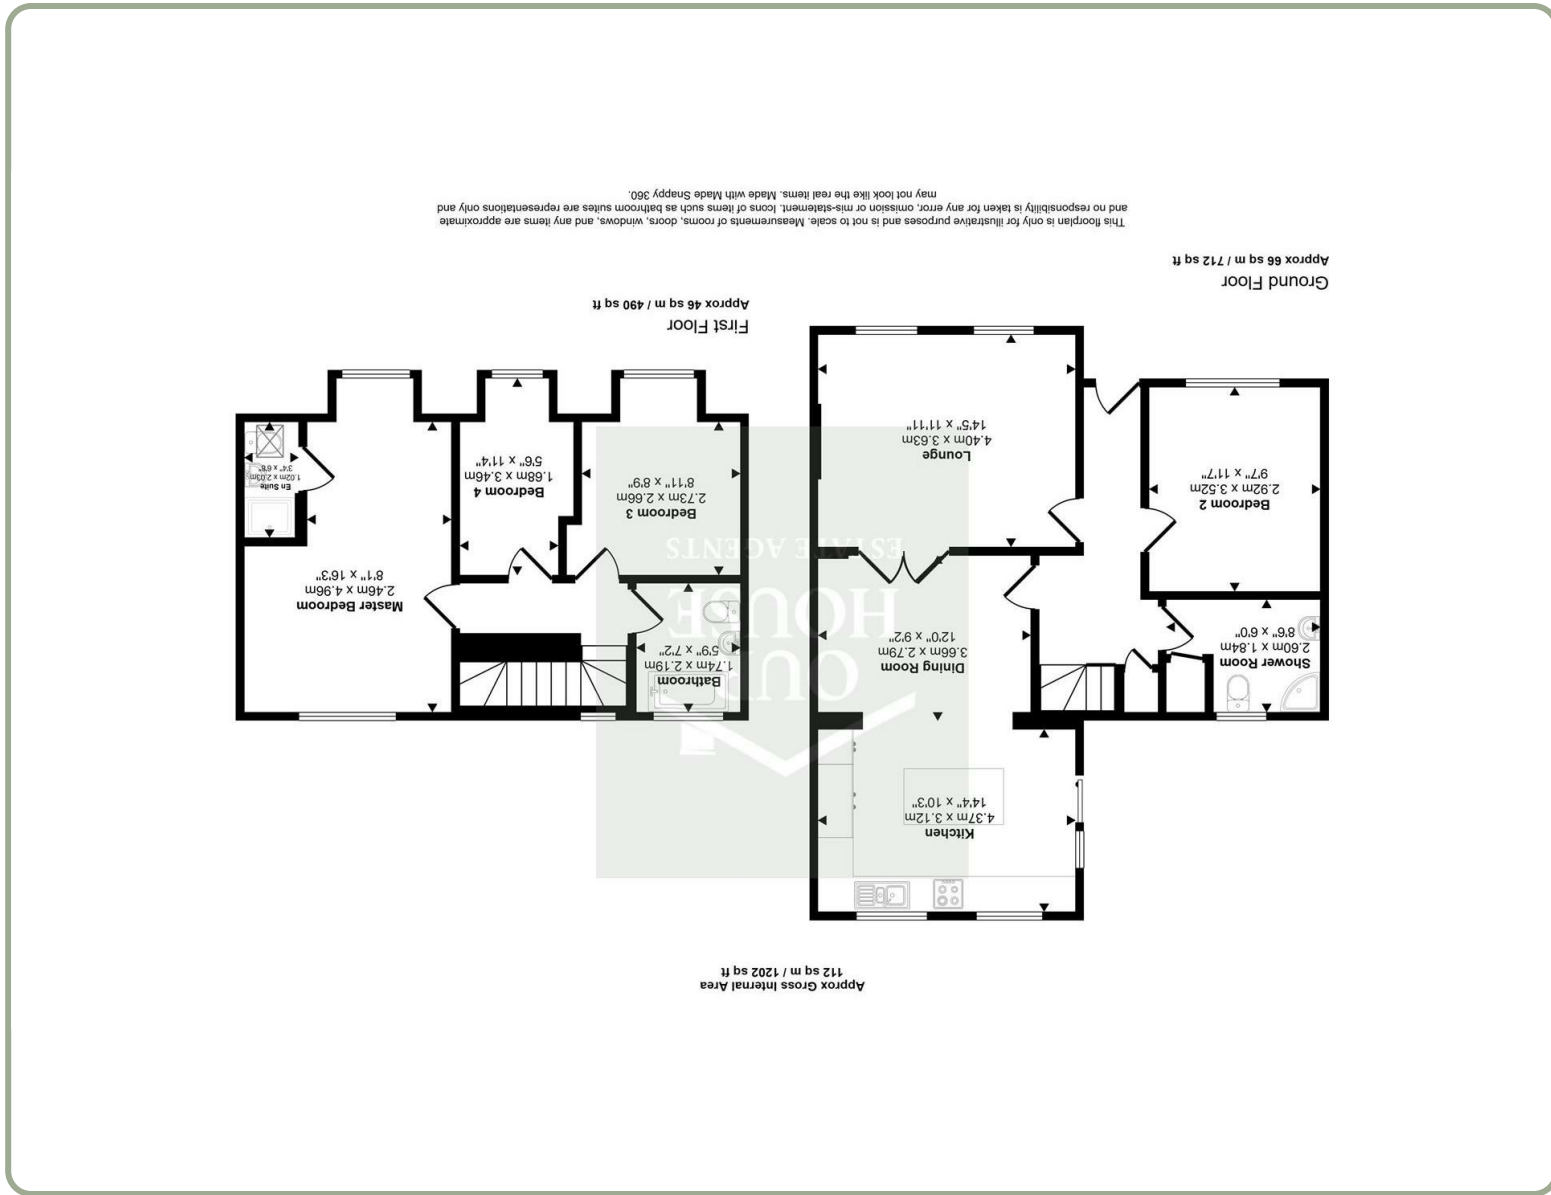 Approx Gross Internal Area
112 sq m / 1202 sq ft
Kitchen
4.37m x 3.12m
14'4" x 10'3"
Shower Room
2.60m x 1.84m
8'6" x 6'0"
Dining Room
3.66m x 2.79m
12'0" x 9'2"
Bedroom 2
2.92m x 3.52m
9'7" x 11'7"
Lounge
4.40m x 3.63m
14'5" x 11'11"
Ground Floor
Approx 66 sq m / 712 sq ft
Bathroom
1.74m x 2.19m
5'9" x 7'2"
Master Bedroom
2.46m x 4.96m
8'1" x 16'3"
Bedroom 3
2.73m x 2.66m
8'11" x 8'9"
Bedroom 4
1.68m x 3.46m
5'6" x 11'4"
En Suite
1.02m x 2.03m
3'4" x 6'8"
First Floor
Approx 46 sq m / 490 sq ft
OUR
HOUSE
ESTATE AGENTS
This floorplan is only for illustrative purposes and is not to scale. Measurements of rooms, doors, windows, and any items are approximate
and no responsibility is taken for any error, omission or mis-statement. Icons of items such as bathroom suites are representations only and
may not look like the real items. Made with Made Snappy 360.